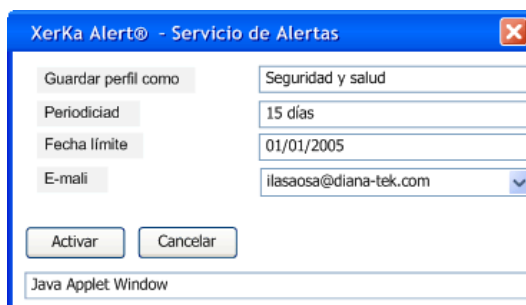 XerKa Alert® - Servicio de Alertas
Guardar perfil como Seguridad y salud
Periodiciad 15 días
Fecha límite 01/01/2005
E-mali ilasaosa@diana-tek.com
Activar Cancelar
Java Applet Window